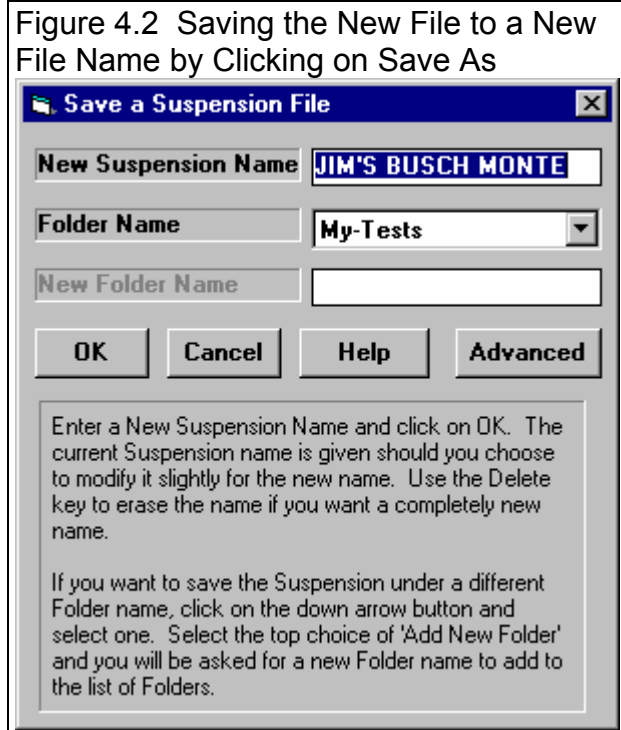 Figure 4.2  Saving the New File to a New
File Name by Clicking on Save As
Save a Suspension File
New Suspension Name JIM'S BUSCH MONTE
Folder Name My-Tests
New Folder Name
OK Cancel Help Advanced
Enter a New Suspension Name and click on OK.  The
current Suspension name is given should you choose
to modify it slightly for the new name.  Use the Delete
key to erase the name if you want a completely new
name.
If you want to save the Suspension under a different
Folder name, click on the down arrow button and
select one.  Select the top choice of 'Add New Folder'
and you will be asked for a new Folder name to add to
the list of Folders.